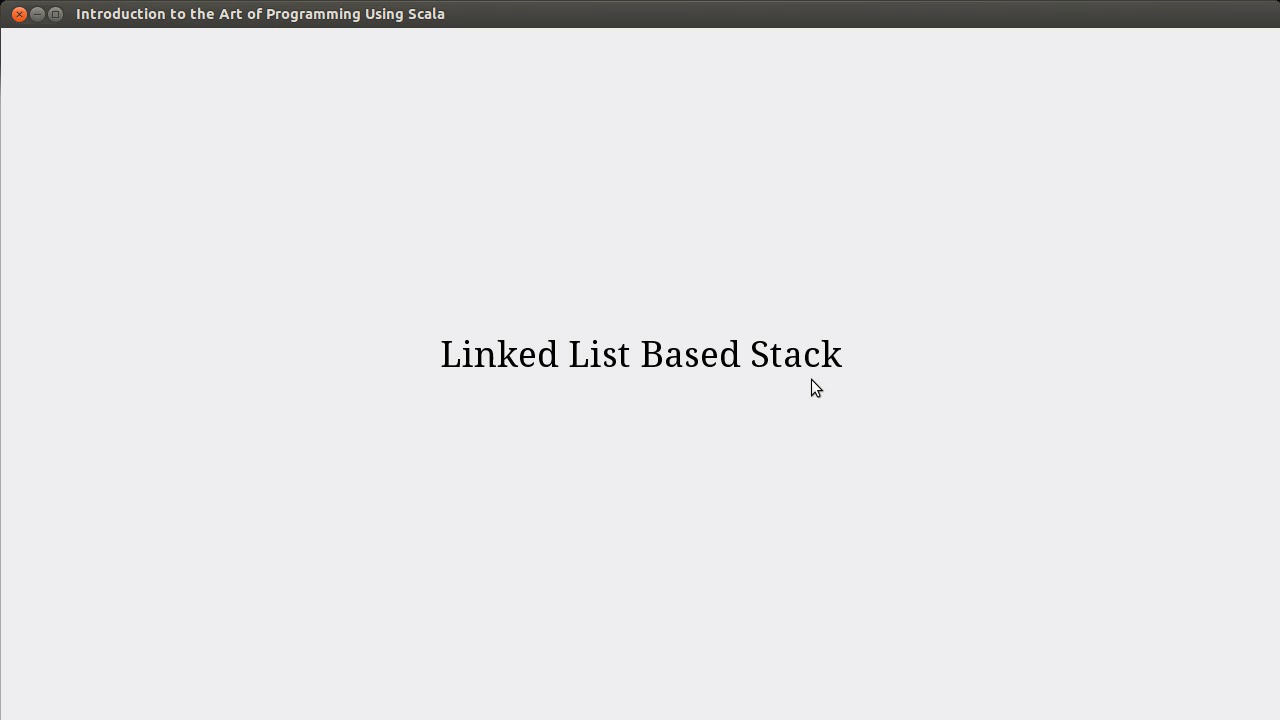 Introduction to the Art of Programming Using Scala
Linked List Based Stack